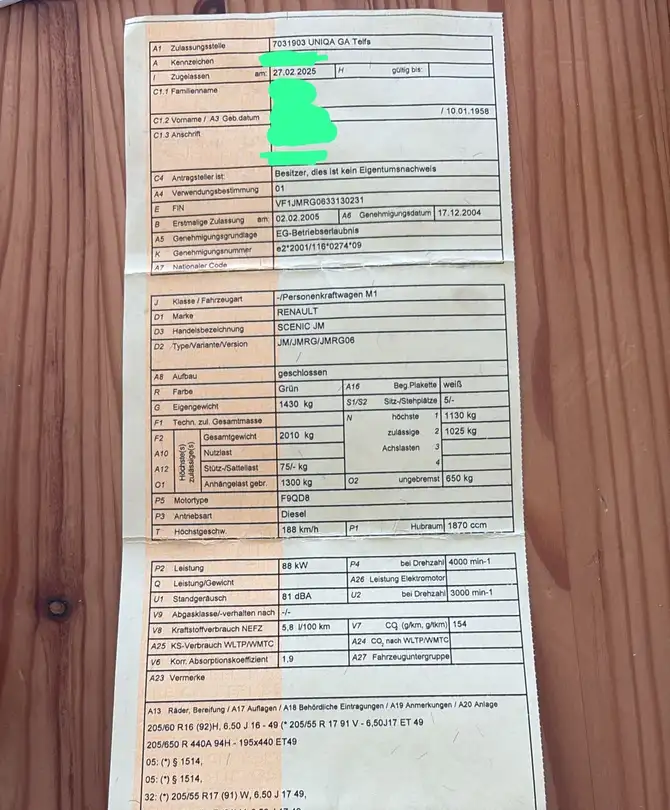 A1 Zulassungsstelle 7031903 UNIQA GA Telfs
A Kennzeichen
I Zugelassen am: 27.02.2025 H gültig bis:
C1.1 Familienname
C1.2 Vorname / A3 Geb.datum / 10.01.1958
C1.3 Anschrift
C4 Antragsteller ist: Besitzer, dies ist kein Eigentumsnachweis
A4 Verwendungsbestimmung 01
E FIN VF1JMRG0633130231
B Erstmalige Zulassung am: 02.02.2005 A6 Genehmigungsdatum 17.12.2004
A5 Genehmigungsgrundlage EG-Betriebserlaubnis
K Genehmigungsnummer e2*2001/116*0274*09
A7 Nationaler Code
J Klasse / Fahrzeugart -/Personenkraftwagen M1
D1 Marke RENAULT
D3 Handelsbezeichnung SCENIC JM
D2 Type/Variante/Version JM/JMRG/JMRG06
A8 Aufbau geschlossen
R Farbe Grün A16 Beg.Plakette weiß
G Eigengewicht 1430 kg S1/S2 Sitz-/Stehplätze 5/-
F1 Techn. zul. Gesamtmasse N höchste 1 1130 kg
F2 Höchste(s) zulässige(s) Gesamtgewicht 2010 kg zulässige 2 1025 kg
A10 Nutzlast Achslasten 3
A12 Stütz-/Sattellast 75/- kg 4
O1 Anhängelast gebr. 1300 kg O2 ungebremst 650 kg
P5 Motortype F9QD8
P3 Antriebsart Diesel
T Höchstgeschw. 188 km/h P1 Hubraum 1870 ccm
P2 Leistung 88 kW P4 bei Drehzahl 4000 min-1
Q Leistung/Gewicht A26 Leistung Elektromotor
U1 Standgeräusch 81 dBA U2 bei Drehzahl 3000 min-1
V9 Abgasklasse/-verhalten nach -/-
V8 Kraftstoffverbrauch NEFZ 5,8 l/100 km V7 CO₂ (g/km, g/tkm) 154
A25 KS-Verbrauch WLTP/WMTC A24 CO₂ nach WLTP/WMTC
V6 Korr. Absorptionskoeffizient 1,9 A27 Fahrzeuguntergruppe
A23 Vermerke
A13 Räder, Bereifung / A17 Auflagen / A18 Behördliche Eintragungen / A19 Anmerkungen / A20 Anlage
205/60 R16 (92)H, 6,50 J 16 - 49 (* 205/55 R 17 91 V - 6,50J17 ET 49
205/650 R 440A 94H - 195x440 ET49
05: (*) § 1514,
05: (*) § 1514,
32: (*) 205/55 R17 (91) W, 6,50 J 17 49,